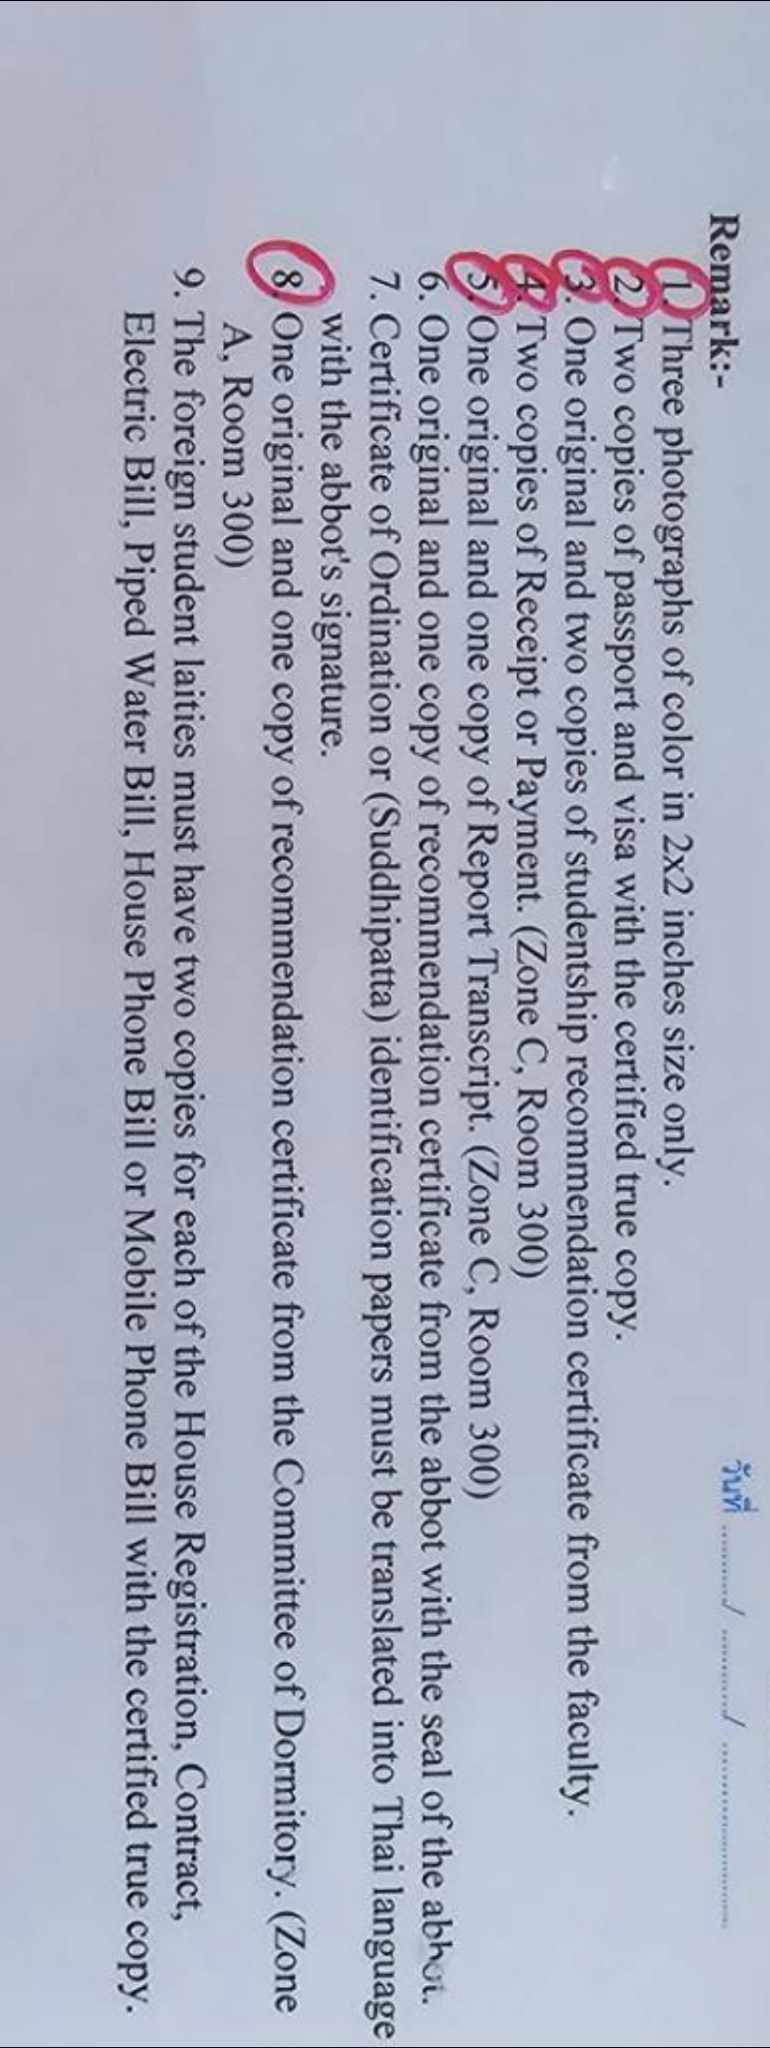 วันที่ ........../ ........../ ....................
Remark:-
1. Three photographs of color in 2x2 inches size only.
2. Two copies of passport and visa with the certified true copy.
3. One original and two copies of studentship recommendation certificate from the faculty.
4. Two copies of Receipt or Payment. (Zone C, Room 300)
5. One original and one copy of Report Transcript. (Zone C, Room 300)
6. One original and one copy of recommendation certificate from the abbot with the seal of the abbot.
7. Certificate of Ordination or (Suddhipatta) identification papers must be translated into Thai language
with the abbot's signature.
8. One original and one copy of recommendation certificate from the Committee of Dormitory. (Zone
A, Room 300)
9. The foreign student laities must have two copies for each of the House Registration, Contract,
Electric Bill, Piped Water Bill, House Phone Bill or Mobile Phone Bill with the certified true copy.